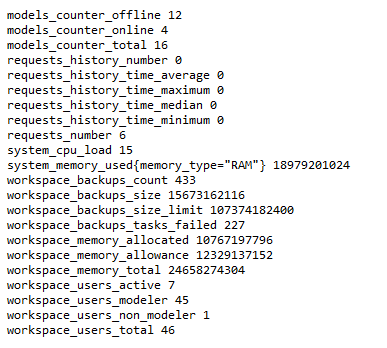 models_counter_offline 12
models_counter_online 4
models_counter_total 16
requests_history_number 0
requests_history_time_average 0
requests_history_time_maximum 0
requests_history_time_median 0
requests_history_time_minimum 0
requests_number 6
system_cpu_load 15
system_memory_used{memory_type="RAM"} 18979201024
workspace_backups_count 433
workspace_backups_size 15673162116
workspace_backups_size_limit 107374182400
workspace_backups_tasks_failed 227
workspace_memory_allocated 10767197796
workspace_memory_allowance 12329137152
workspace_memory_total 24658274304
workspace_users_active 7
workspace_users_modeler 45
workspace_users_non_modeler 1
workspace_users_total 46